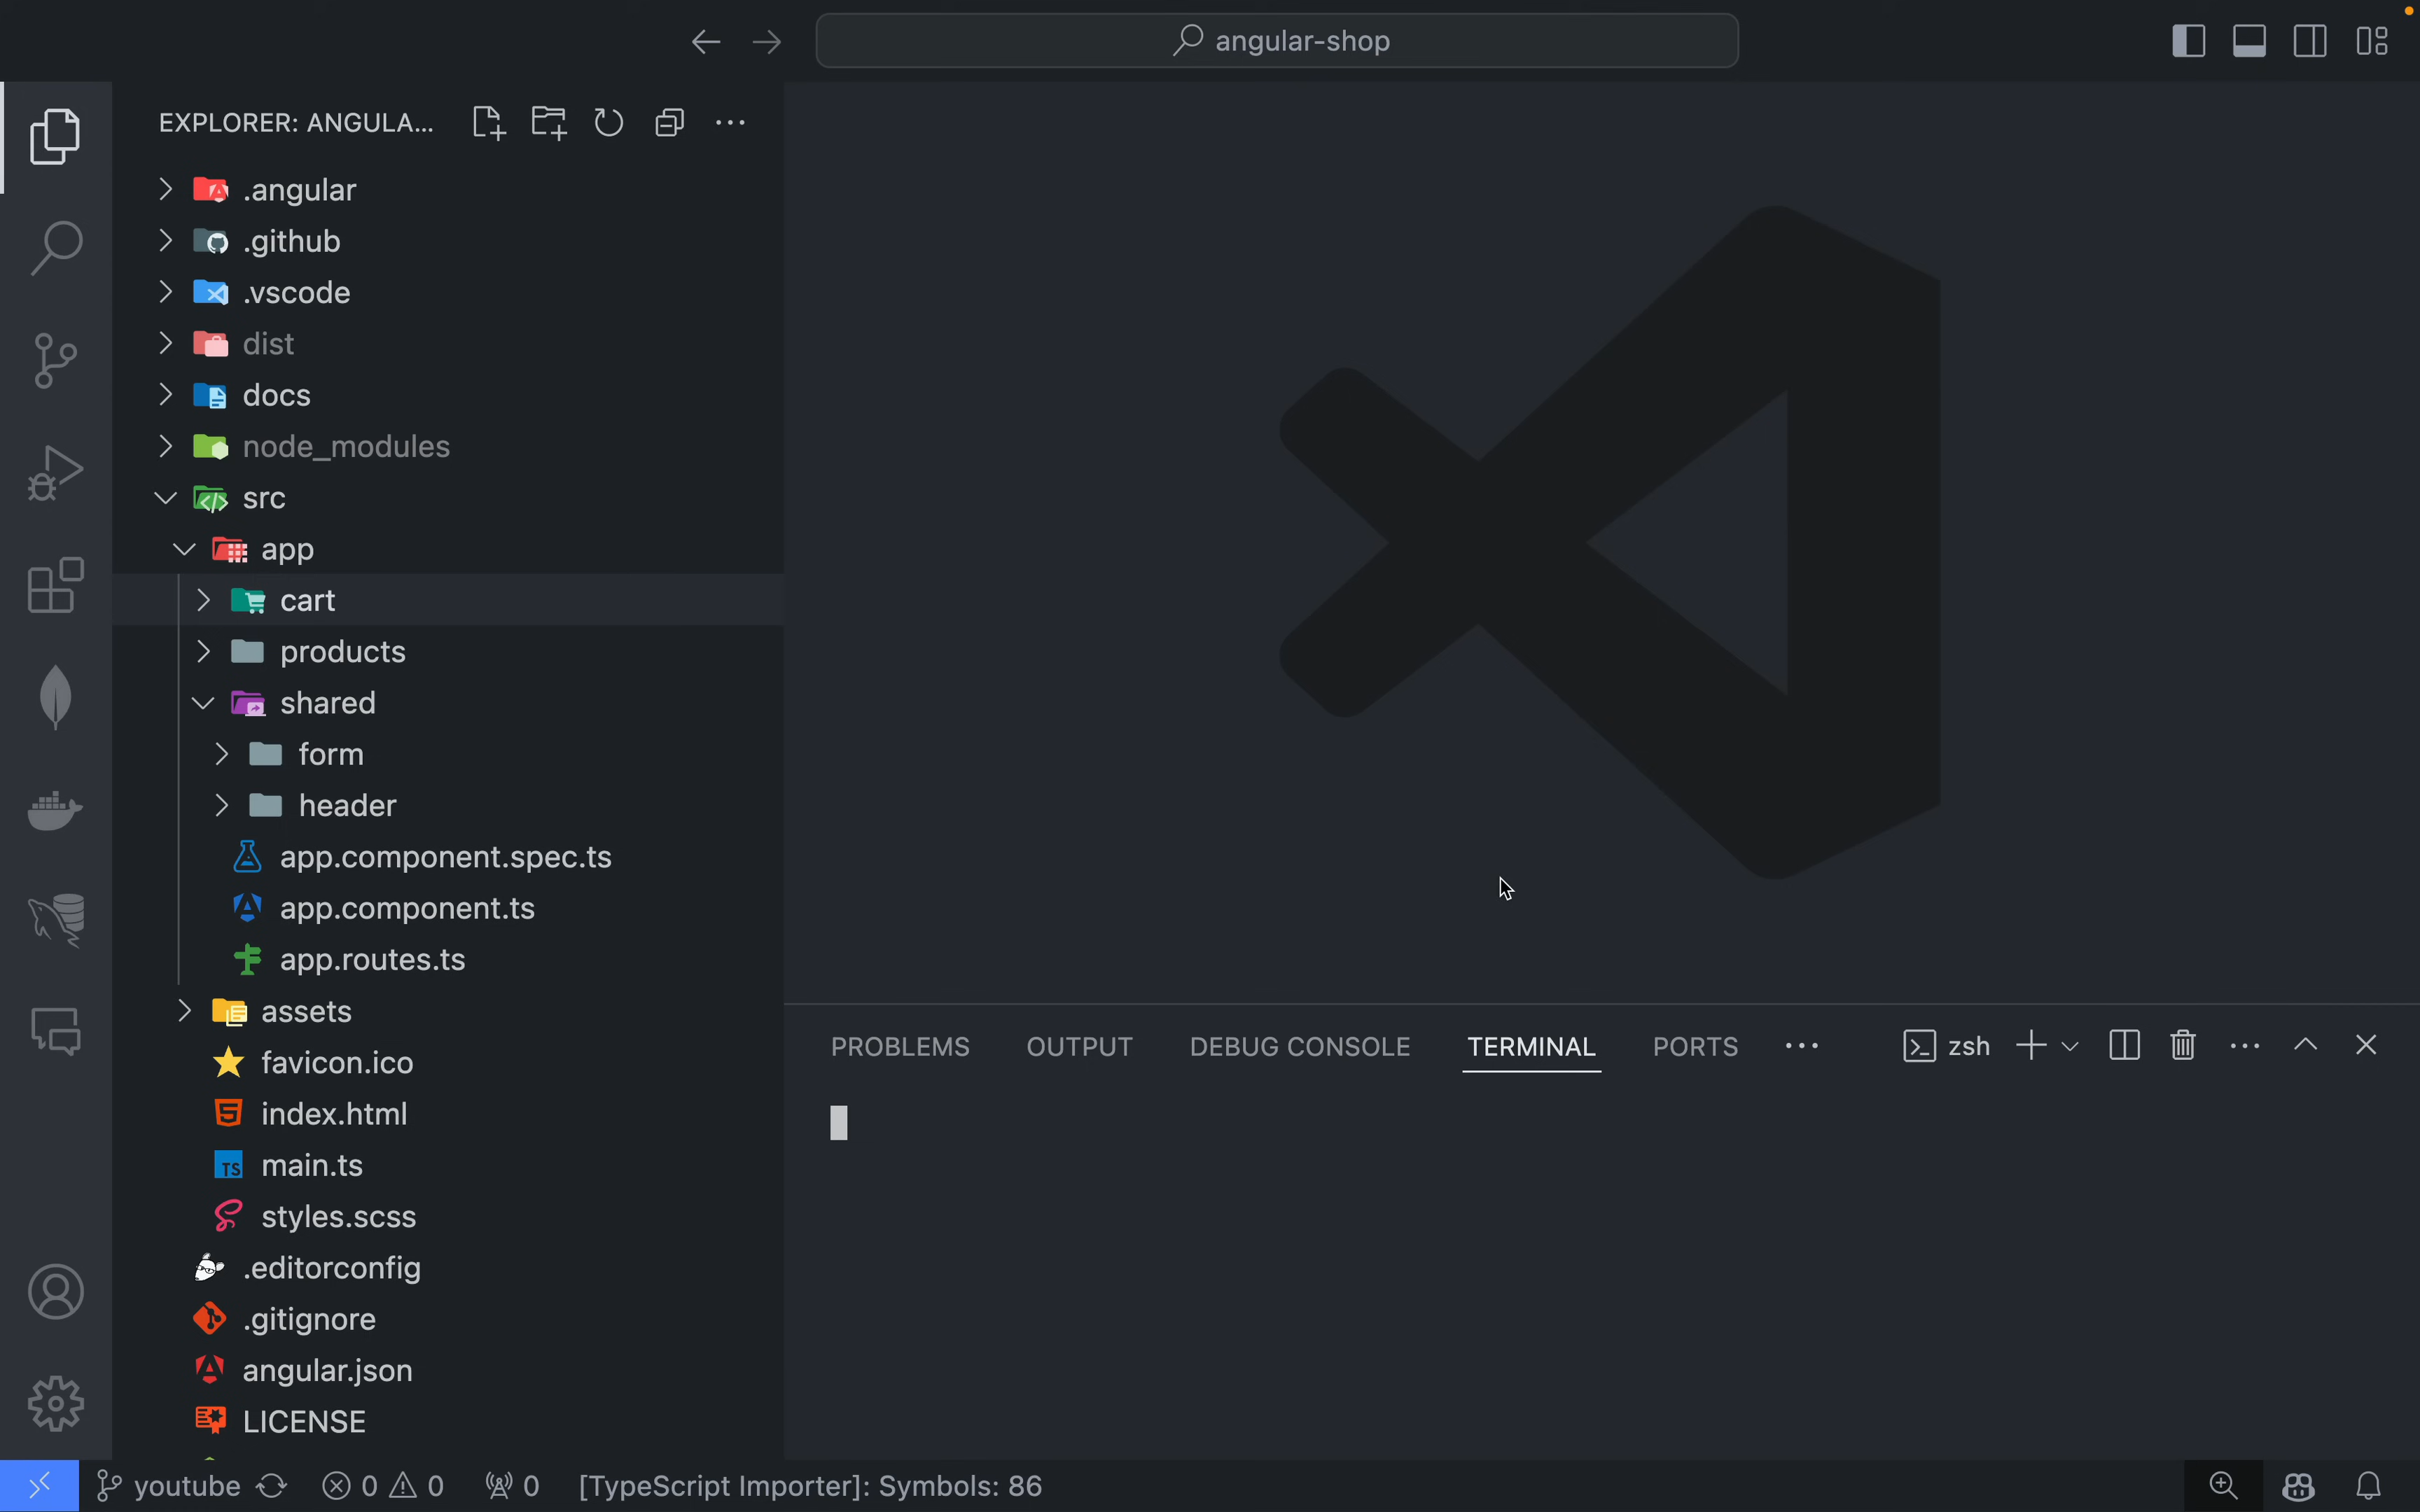 angular-shop
EXPLORER: ANGULA...
.angular
.github
.vscode
dist
docs
node_modules
src
app
cart
products
shared
form
header
app.component.spec.ts
app.component.ts
app.routes.ts
assets
favicon.ico
index.html
main.ts
styles.scss
.editorconfig
.gitignore
angular.json
LICENSE
PROBLEMS OUTPUT DEBUG CONSOLE TERMINAL PORTS zsh
youtube 0 0 0 [TypeScript Importer]: Symbols: 86